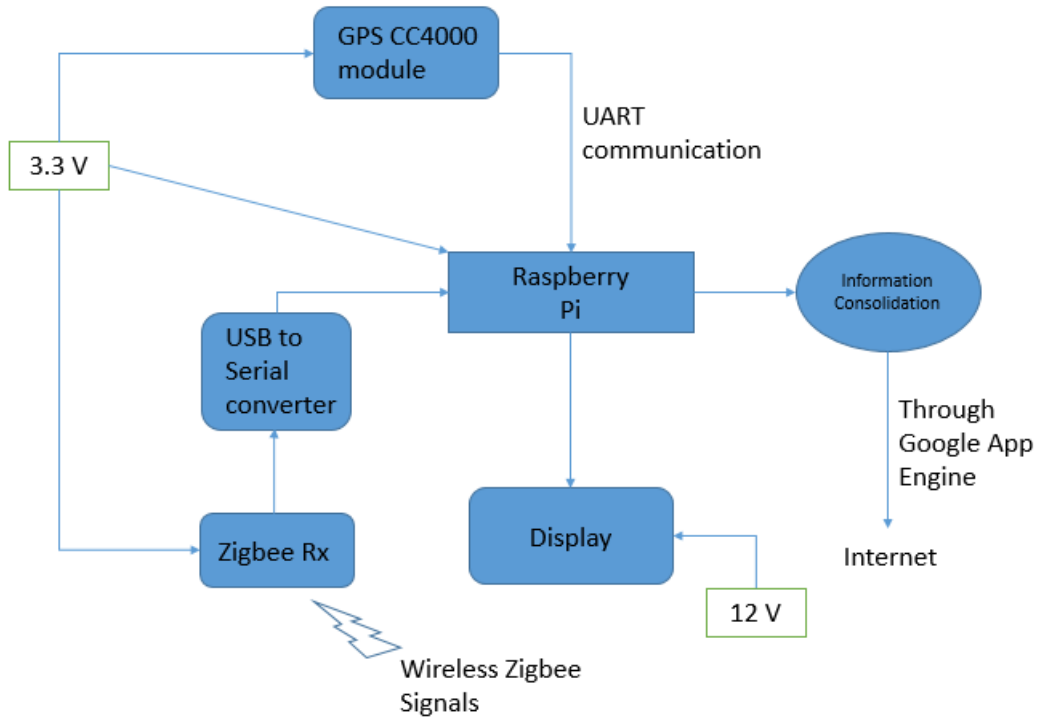 GPS CC4000
module
UART
communication
3.3 V
Raspberry
Pi
Information
Consolidation
USB to
Serial
converter
Through
Google App
Engine
Zigbee Rx
Display
Internet
12 V
Wireless Zigbee
Signals